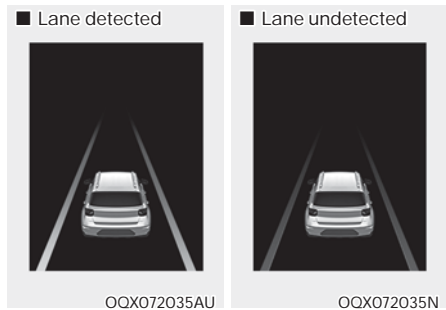 ■ Lane detected
■ Lane undetected
OQX072035AU
OQX072035N